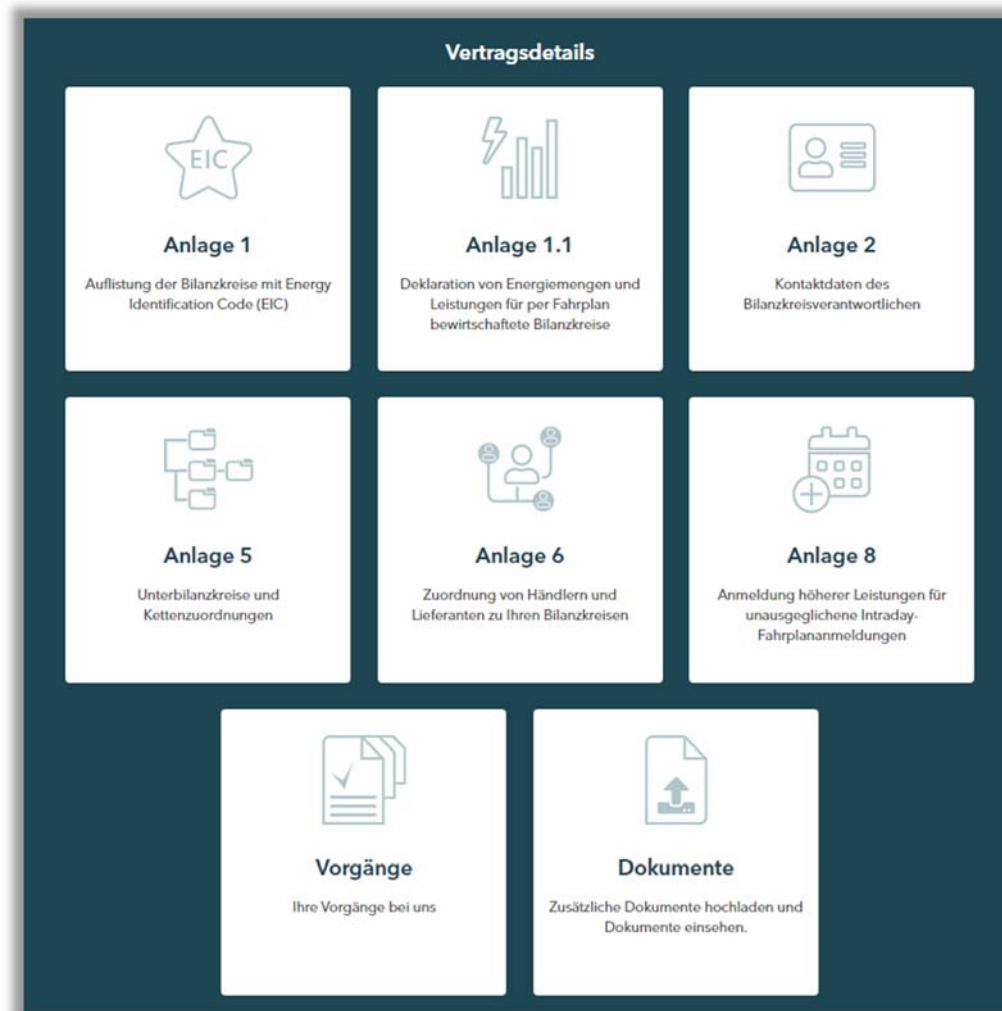 Vertragsdetails
EIC
Anlage 1
Auflistung der Bilanzkreise mit Energy
Identification Code (EIC)
Anlage 1.1
Deklaration von Energiemengen und
Leistungen für per Fahrplan
bewirtschaftete Bilanzkreise
Anlage 2
Kontaktdaten des
Bilanzkreisverantwortlichen
Anlage 5
Unterbilanzkreise und
Kettenzuordnungen
Anlage 6
Zuordnung von Händlern und
Lieferanten zu Ihren Bilanzkreisen
Anlage 8
Anmeldung höherer Leistungen für
unausgeglichene Intraday-
Fahrplananmeldungen
Vorgänge
Ihre Vorgänge bei uns
Dokumente
Zusätzliche Dokumente hochladen und
Dokumente einsehen.